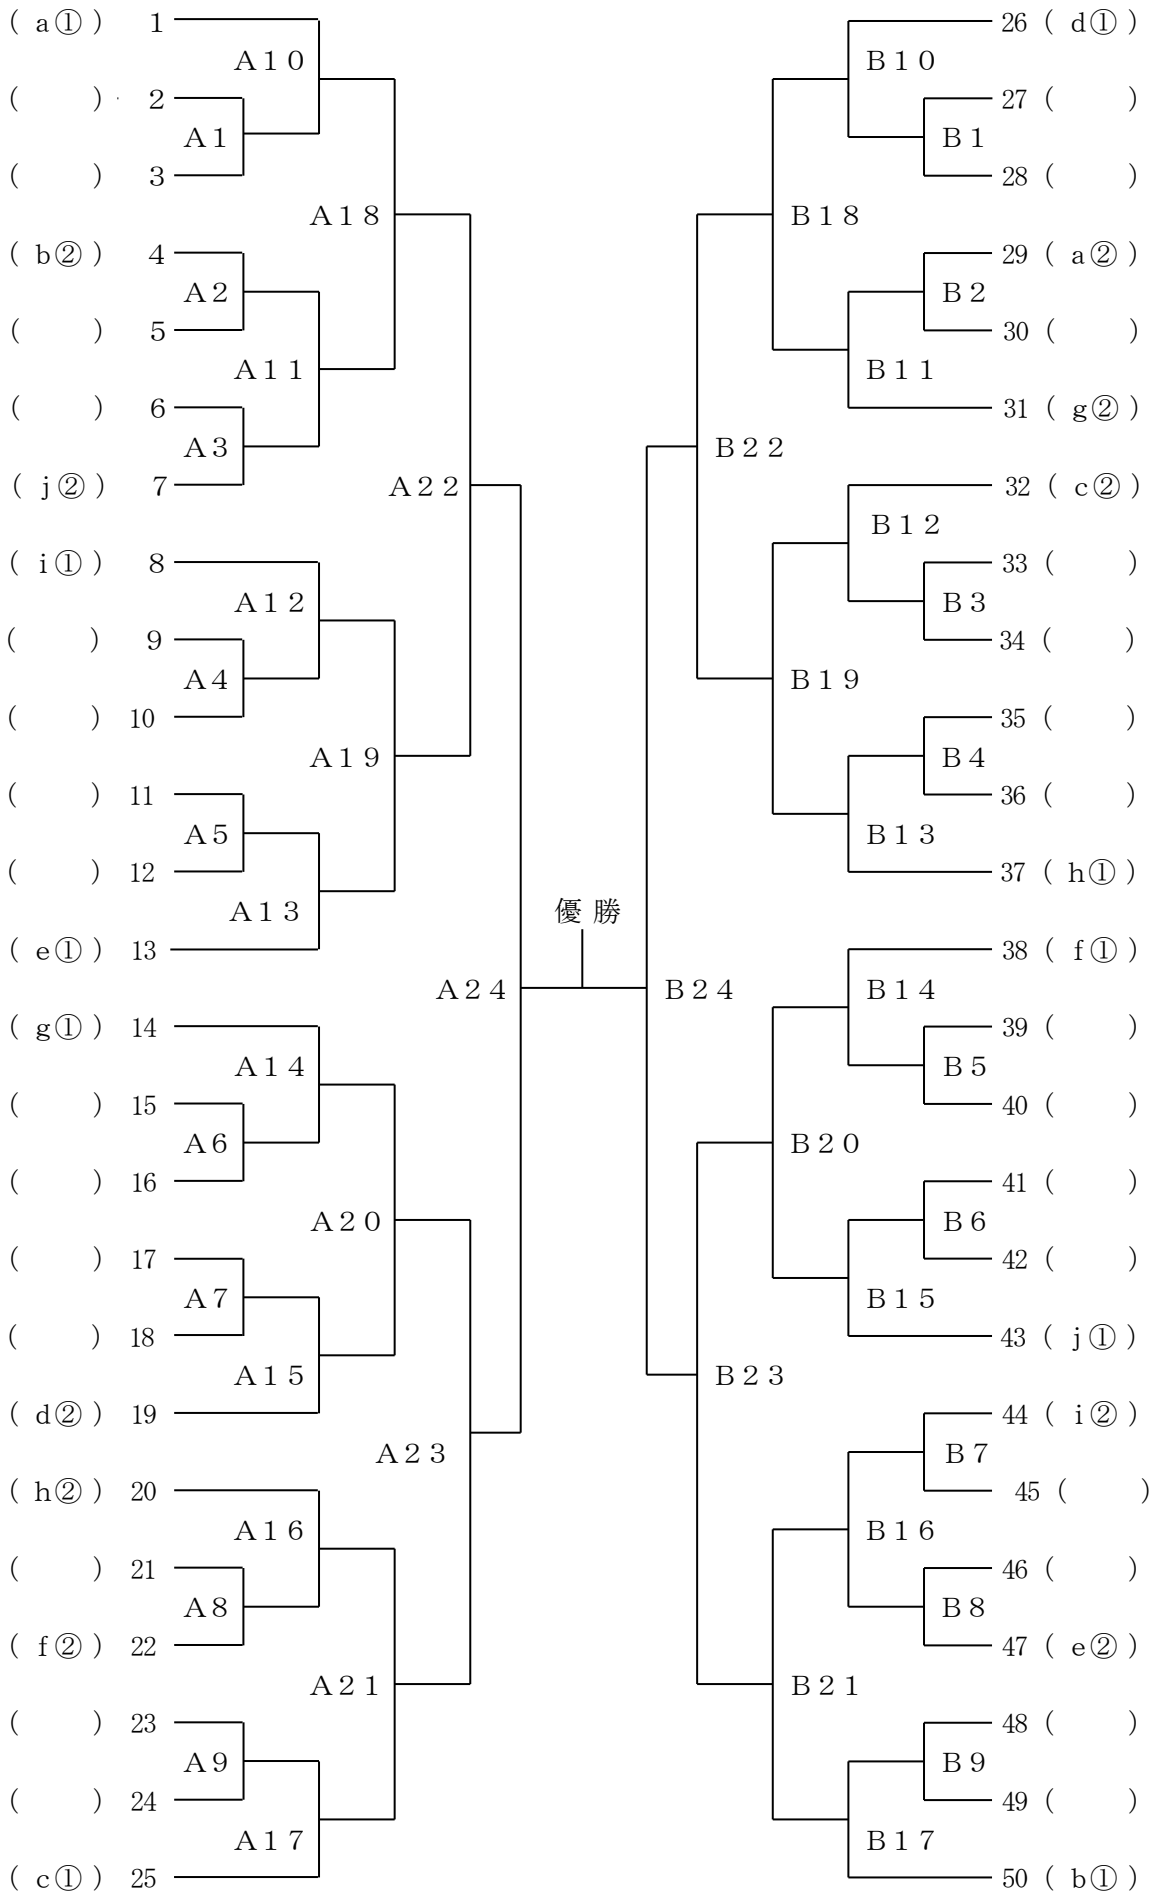 ( a① ) 1
A10
( ) 2
A1
( ) 3
A18
( b② ) 4
A2
( ) 5
A11
( ) 6
A3
( j② ) 7
A22
( i① ) 8
A12
( ) 9
A4
( ) 10
A19
( ) 11
A5
( ) 12
A13
( e① ) 13
A24
( g① ) 14
A14
( ) 15
A6
( ) 16
A20
( ) 17
A7
( ) 18
A15
( d② ) 19
A23
( h② ) 20
A16
( ) 21
A8
( f② ) 22
A21
( ) 23
A9
( ) 24
A17
( c① ) 25
優勝
26 ( d① )
B10
27 ( )
B1
28 ( )
B18
29 ( a② )
B2
30 ( )
B11
31 ( g② )
B22
32 ( c② )
B12
33 ( )
B3
34 ( )
B19
35 ( )
B4
36 ( )
B13
37 ( h① )
38 ( f① )
B24
B14
39 ( )
B5
40 ( )
B20
41 ( )
B6
42 ( )
B15
43 ( j① )
B23
44 ( i② )
B7
45 ( )
B16
46 ( )
B8
47 ( e② )
B21
48 ( )
B9
49 ( )
B17
50 ( b① )